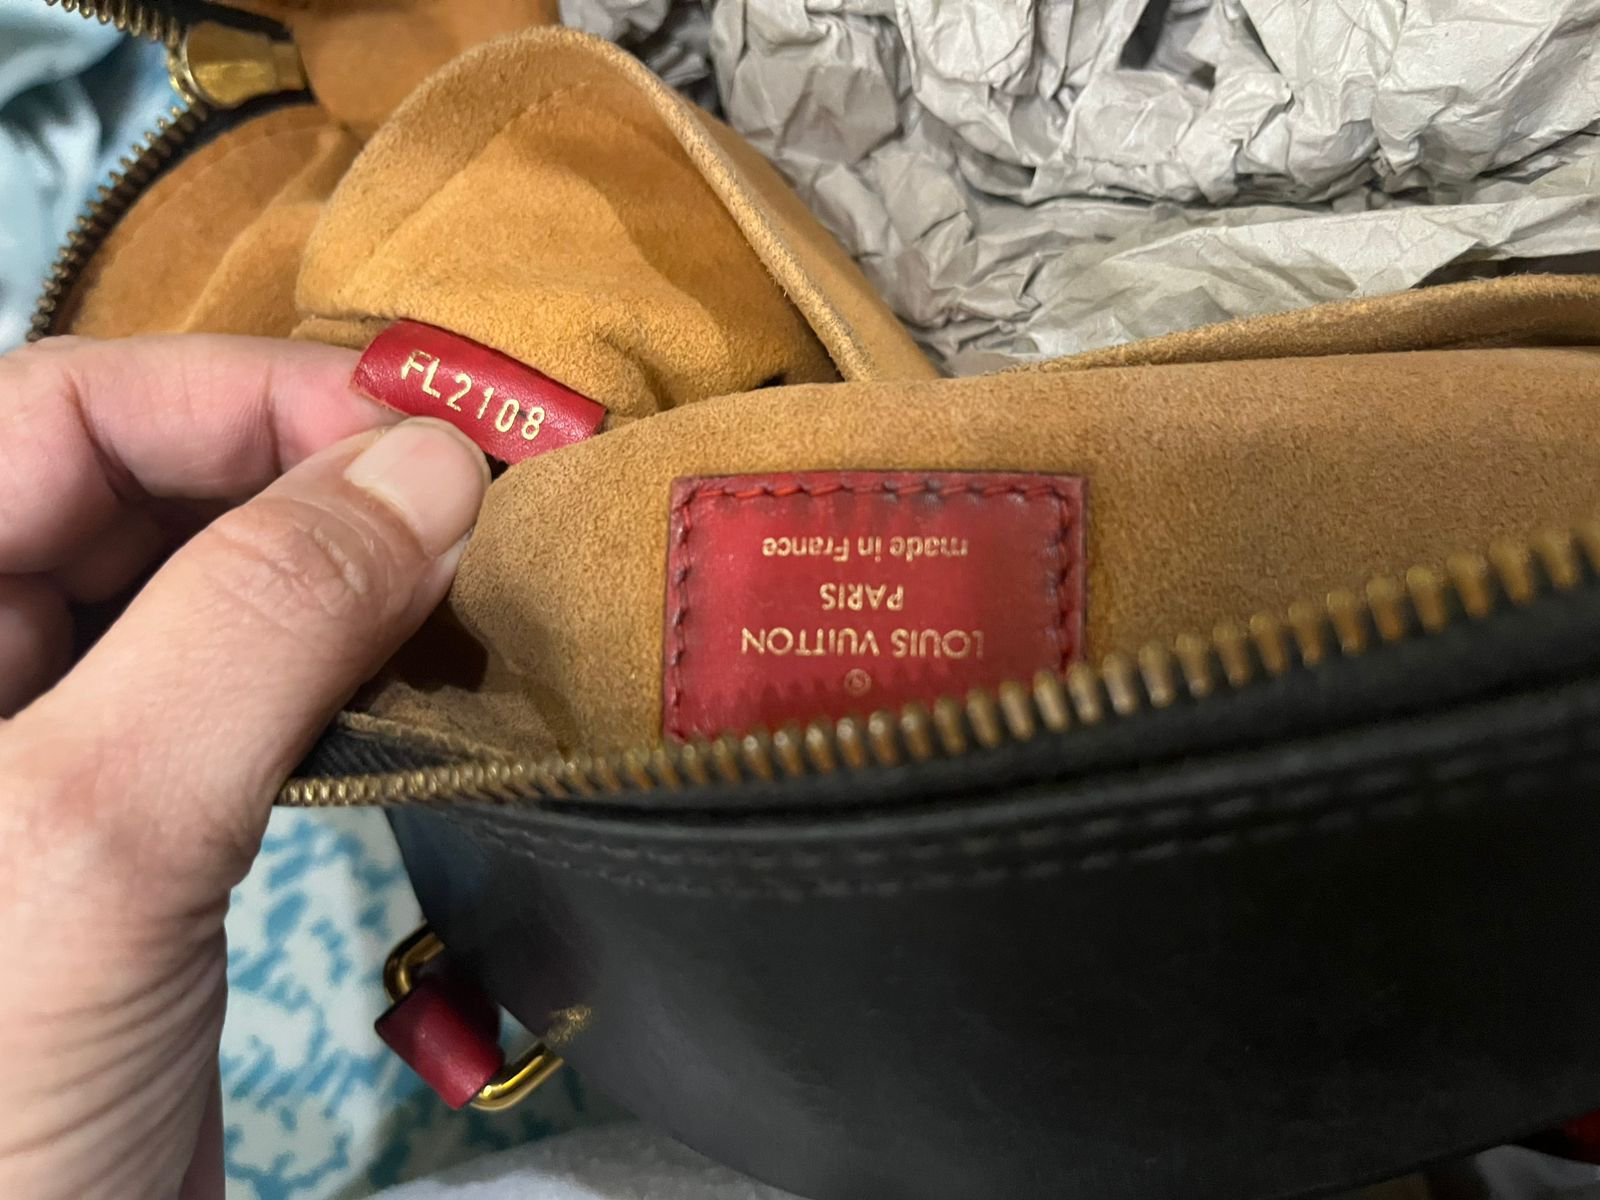 FL2108
®
LOUIS VUITTON
PARIS
made in France